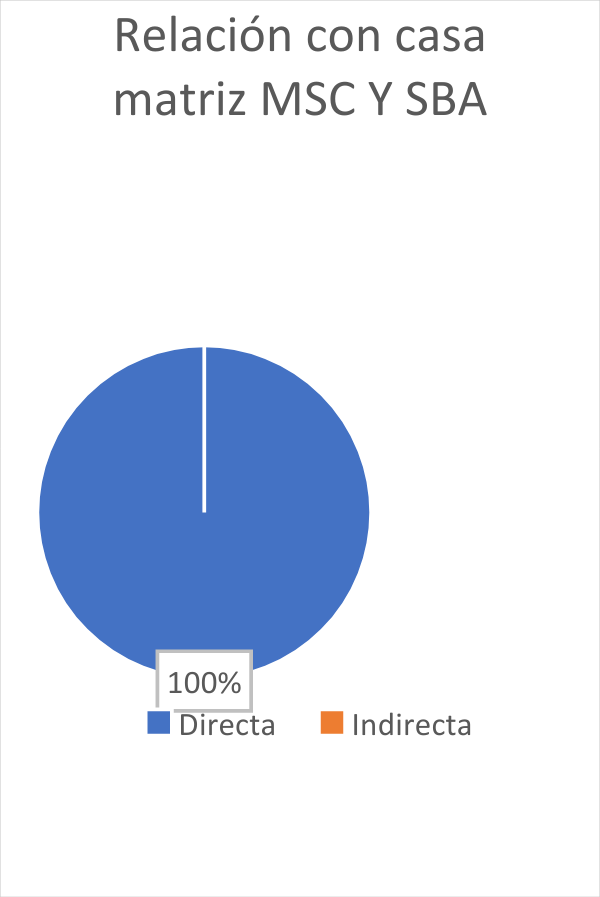 Relación con casa
matriz MSC Y SBA
100%
Directa
Indirecta